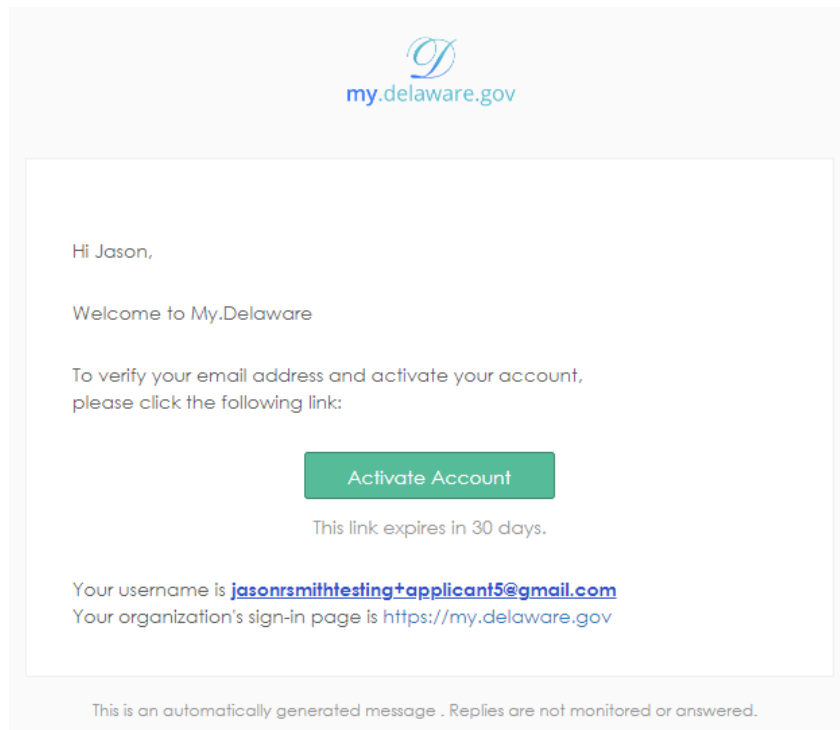 D
my.delaware.gov
Hi Jason,
Welcome to My.Delaware
To verify your email address and activate your account,
please click the following link:
Activate Account
This link expires in 30 days.
Your username is jasonrsmithtesting+applicant5@gmail.com
Your organization's sign-in page is https://my.delaware.gov
This is an automatically generated message . Replies are not monitored or answered.